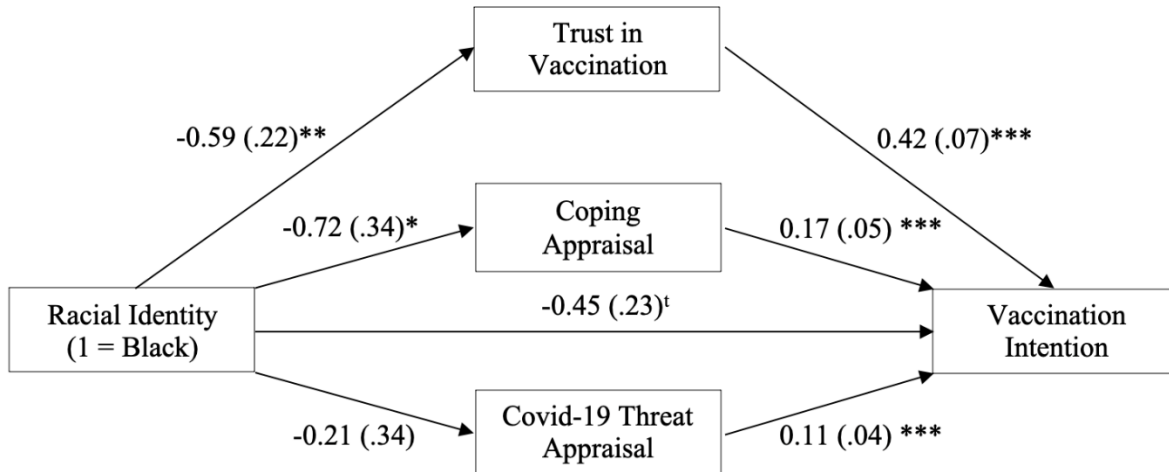 Trust in
Vaccination
-0.59 (.22)**
0.42 (.07)***
Coping
Appraisal
-0.72 (.34)*
0.17 (.05) ***
Racial Identity
(1 = Black)
-0.45 (.23)ᵗ
Vaccination
Intention
Covid-19 Threat
Appraisal
-0.21 (.34)
0.11 (.04) ***